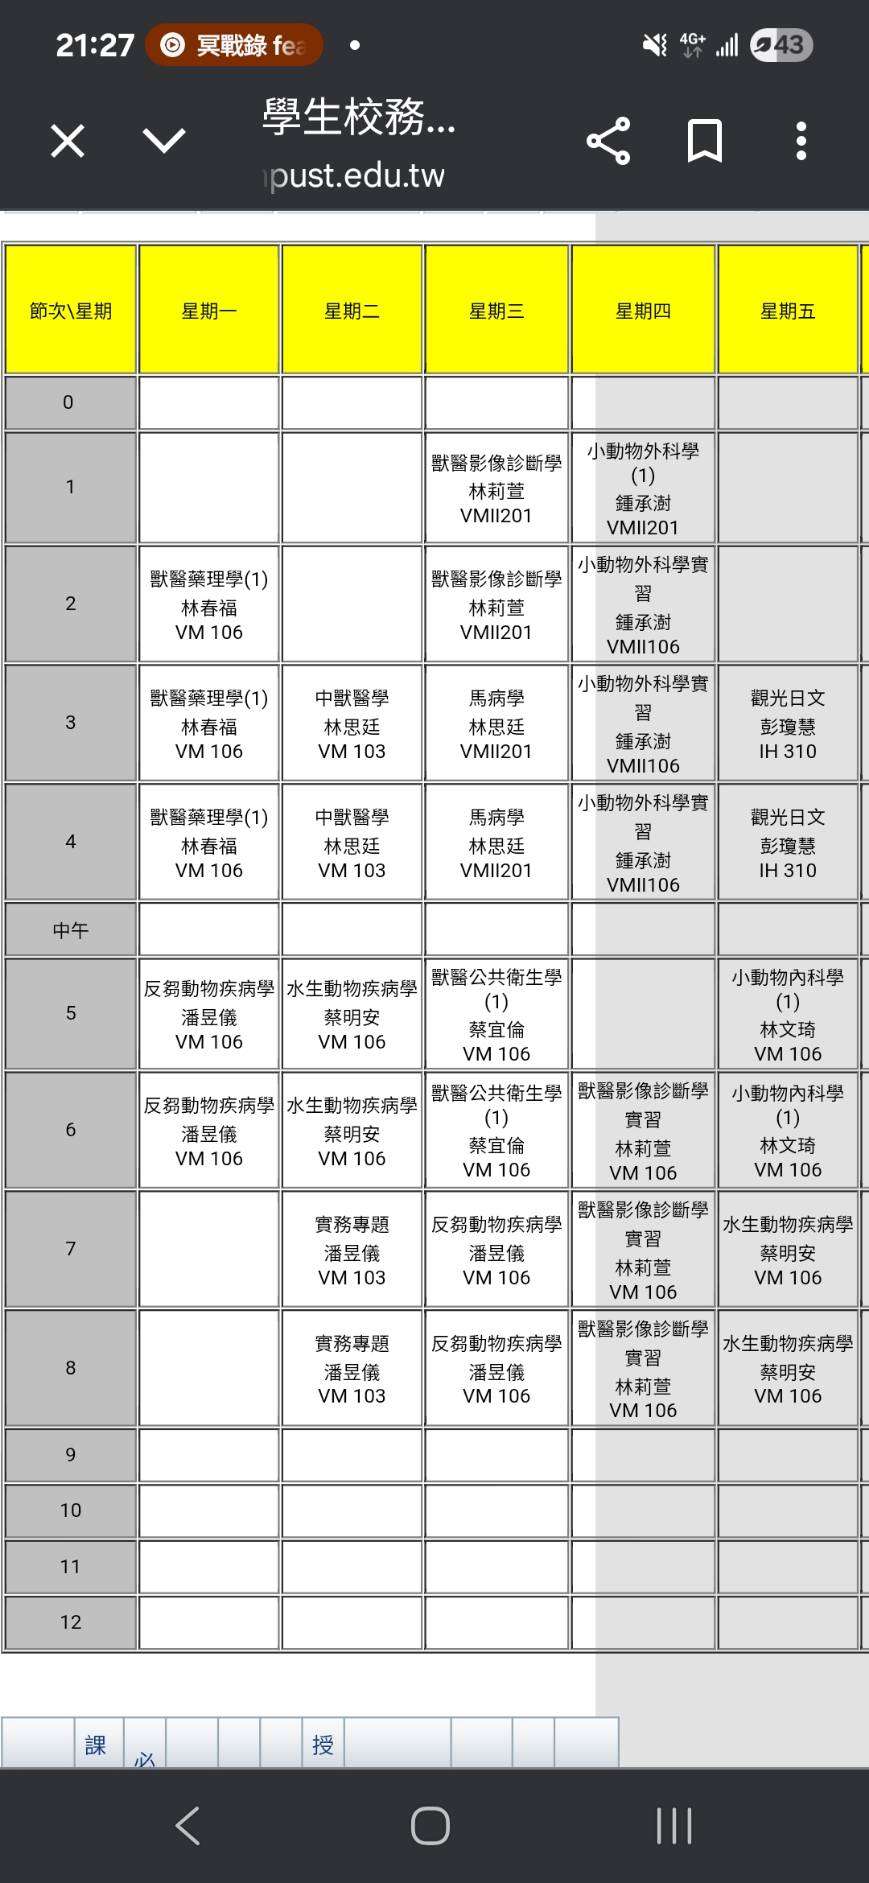 21:27
冥戰錄 fea
4G+
43
學生校務...
pust.edu.tw
節次\星期
星期一
星期二
星期三
星期四
星期五
0
1
獸醫影像診斷學
林莉萱
VMII201
小動物外科學
(1)
鍾承澍
VMII201
2
獸醫藥理學(1)
林春福
VM 106
獸醫影像診斷學
林莉萱
VMII201
小動物外科學實
習
鍾承澍
VMII106
3
獸醫藥理學(1)
林春福
VM 106
中獸醫學
林思廷
VM 103
馬病學
林思廷
VMII201
小動物外科學實
習
鍾承澍
VMII106
觀光日文
彭瓊慧
IH 310
4
獸醫藥理學(1)
林春福
VM 106
中獸醫學
林思廷
VM 103
馬病學
林思廷
VMII201
小動物外科學實
習
鍾承澍
VMII106
觀光日文
彭瓊慧
IH 310
中午
5
反芻動物疾病學
潘昱儀
VM 106
水生動物疾病學
蔡明安
VM 106
獸醫公共衛生學
(1)
蔡宜倫
VM 106
小動物內科學
(1)
林文琦
VM 106
6
反芻動物疾病學
潘昱儀
VM 106
水生動物疾病學
蔡明安
VM 106
獸醫公共衛生學
(1)
蔡宜倫
VM 106
獸醫影像診斷學
實習
林莉萱
VM 106
小動物內科學
(1)
林文琦
VM 106
7
實務專題
潘昱儀
VM 103
反芻動物疾病學
潘昱儀
VM 106
獸醫影像診斷學
實習
林莉萱
VM 106
水生動物疾病學
蔡明安
VM 106
8
實務專題
潘昱儀
VM 103
反芻動物疾病學
潘昱儀
VM 106
獸醫影像診斷學
實習
林莉萱
VM 106
水生動物疾病學
蔡明安
VM 106
9
10
11
12
課
必
授